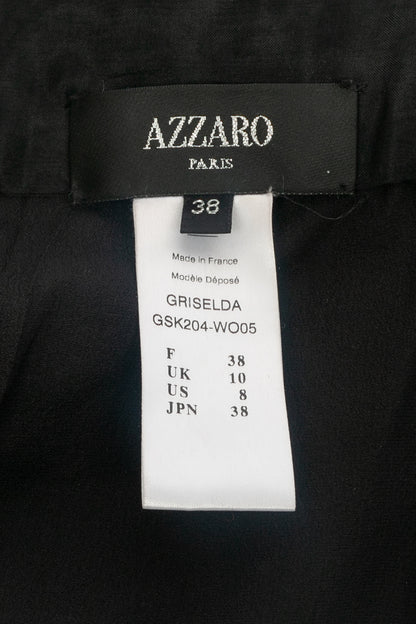 AZZARO
PARIS
38
Made in France
Modèle Déposé
GRISELDA
GSK204-WO05
F 38
UK 10
US 8
JPN 38